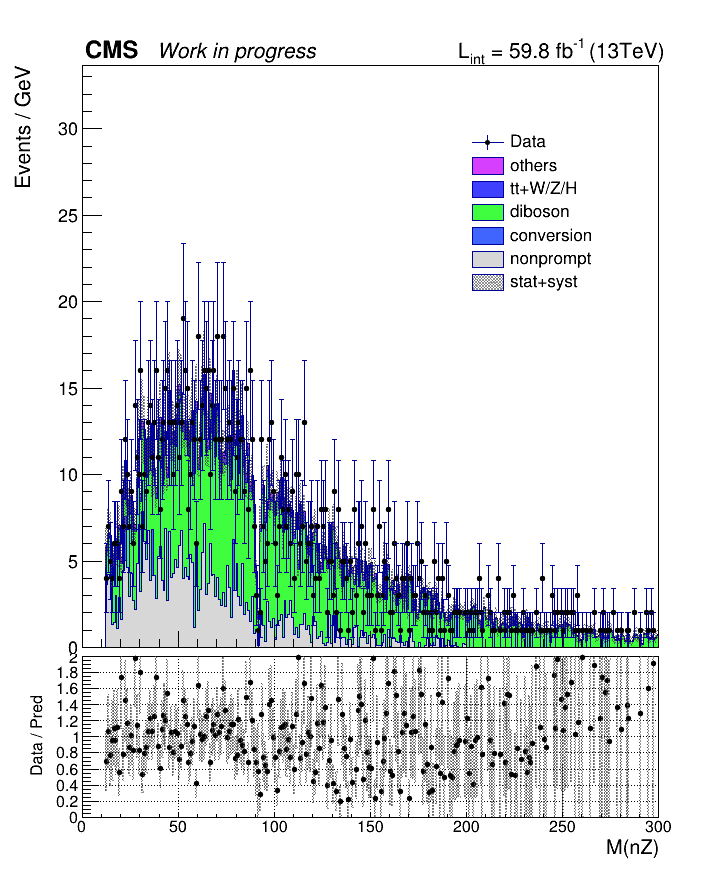 CMS Work in progress L_int = 59.8 fb^-1 (13TeV)
Events / GeV
30
25
20
15
10
5
0
Data
others
tt+W/Z/H
diboson
conversion
nonprompt
stat+syst
Data / Pred
2
1.8
1.6
1.4
1.2
1
0.8
0.6
0.4
0.2
0
0 50 100 150 200 250 300
M(nZ)